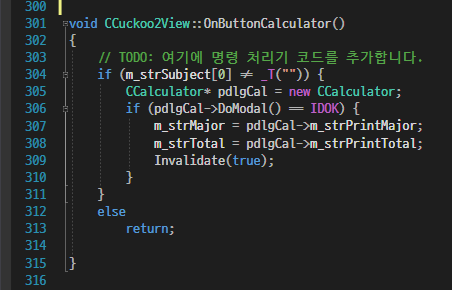 300
301 void CCuckoo2View::OnButtonCalculator()
302 {
303     // TODO: 여기에 명령 처리기 코드를 추가합니다.
304     if (m_strSubject[0] != _T("")) {
305         CCalculator* pdlgCal = new CCalculator;
306         if (pdlgCal->DoModal() == IDOK) {
307             m_strMajor = pdlgCal->m_strPrintMajor;
308             m_strTotal = pdlgCal->m_strPrintTotal;
309             Invalidate(true);
310         }
311     }
312     else
313         return;
314
315 }
316